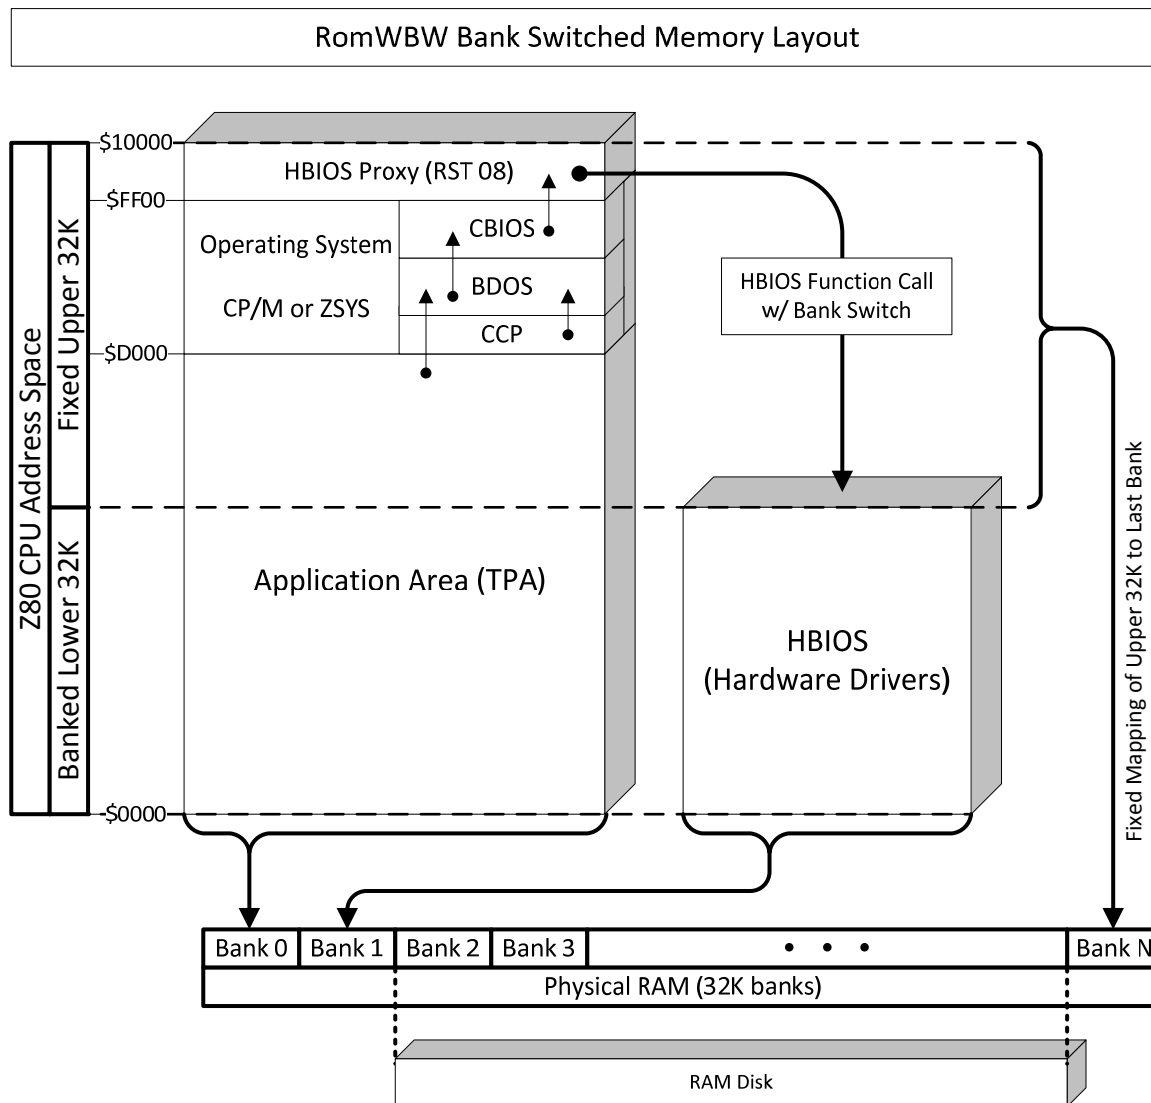 RomWBW Bank Switched Memory Layout
$10000
HBIOS Proxy (RST 08)
$FF00
CBIOS
Operating System
BDOS
CP/M or ZSYS
CCP
$D000
HBIOS Function Call
w/ Bank Switch
Z80 CPU Address Space
Fixed Upper 32K
Banked Lower 32K
Application Area (TPA)
HBIOS
(Hardware Drivers)
Fixed Mapping of Upper 32K to Last Bank
$0000
Bank 0
Bank 1
Bank 2
Bank 3
• • •
Bank N
Physical RAM (32K banks)
RAM Disk